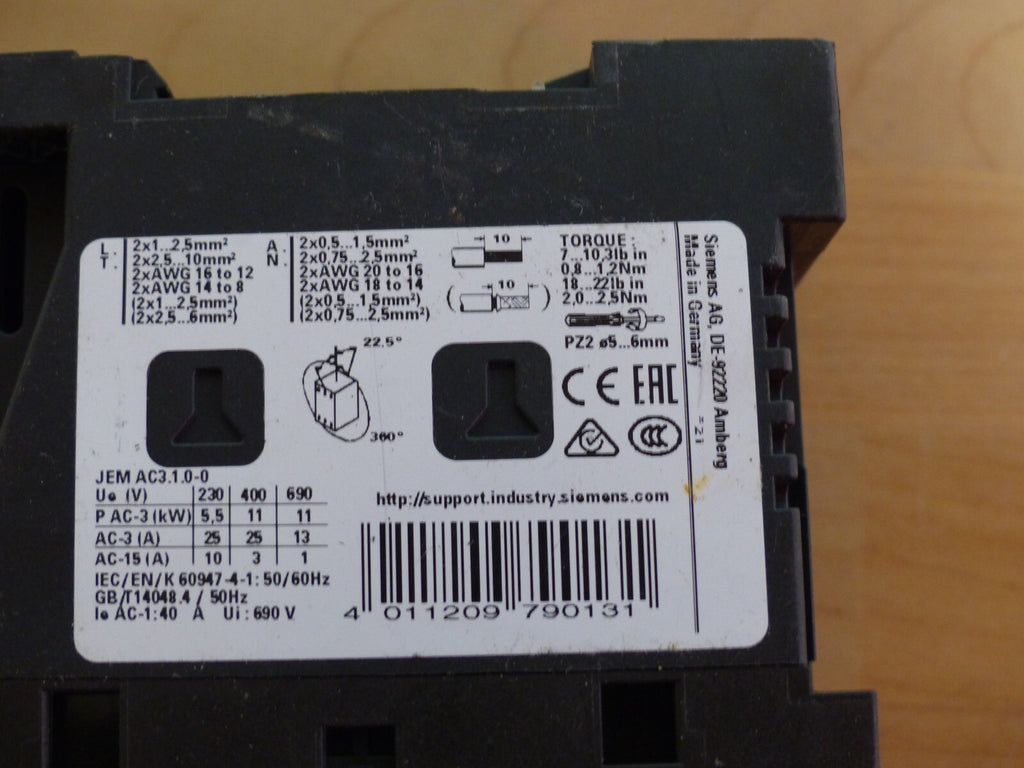 L.
T.
2x1...2,5mm²
2x2,5...10mm²
2xAWG 16 to 12
2xAWG 14 to 8
(2x1...2,5mm²)
(2x2,5...6mm²)
A.
N.
2x0,5...1,5mm²
2x0,75...2,5mm²
2xAWG 20 to 16
2xAWG 18 to 14
(2x0,5...1,5mm²)
(2x0,75...2,5mm²)
10
10
TORQUE:
7...10,3lb in
0,8...1,2Nm
18...22lb in
2,0...2,5Nm
PZ2 ø5...6mm
Siemens AG, DE-92220 Amberg
Made in Germany
22,5°
360°
CE EAC
CCC
JEM AC3.1.0-0
Ue (V) 230 400 690
P AC-3 (kW) 5,5 11 11
AC-3 (A) 25 25 13
AC-15 (A) 10 3 1
IEC/EN/K 60947-4-1: 50/60Hz
GB/T14048.4 / 50Hz
Ie AC-1: 40 A Ui: 690 V
http://support.industry.siemens.com
4 011209 790131